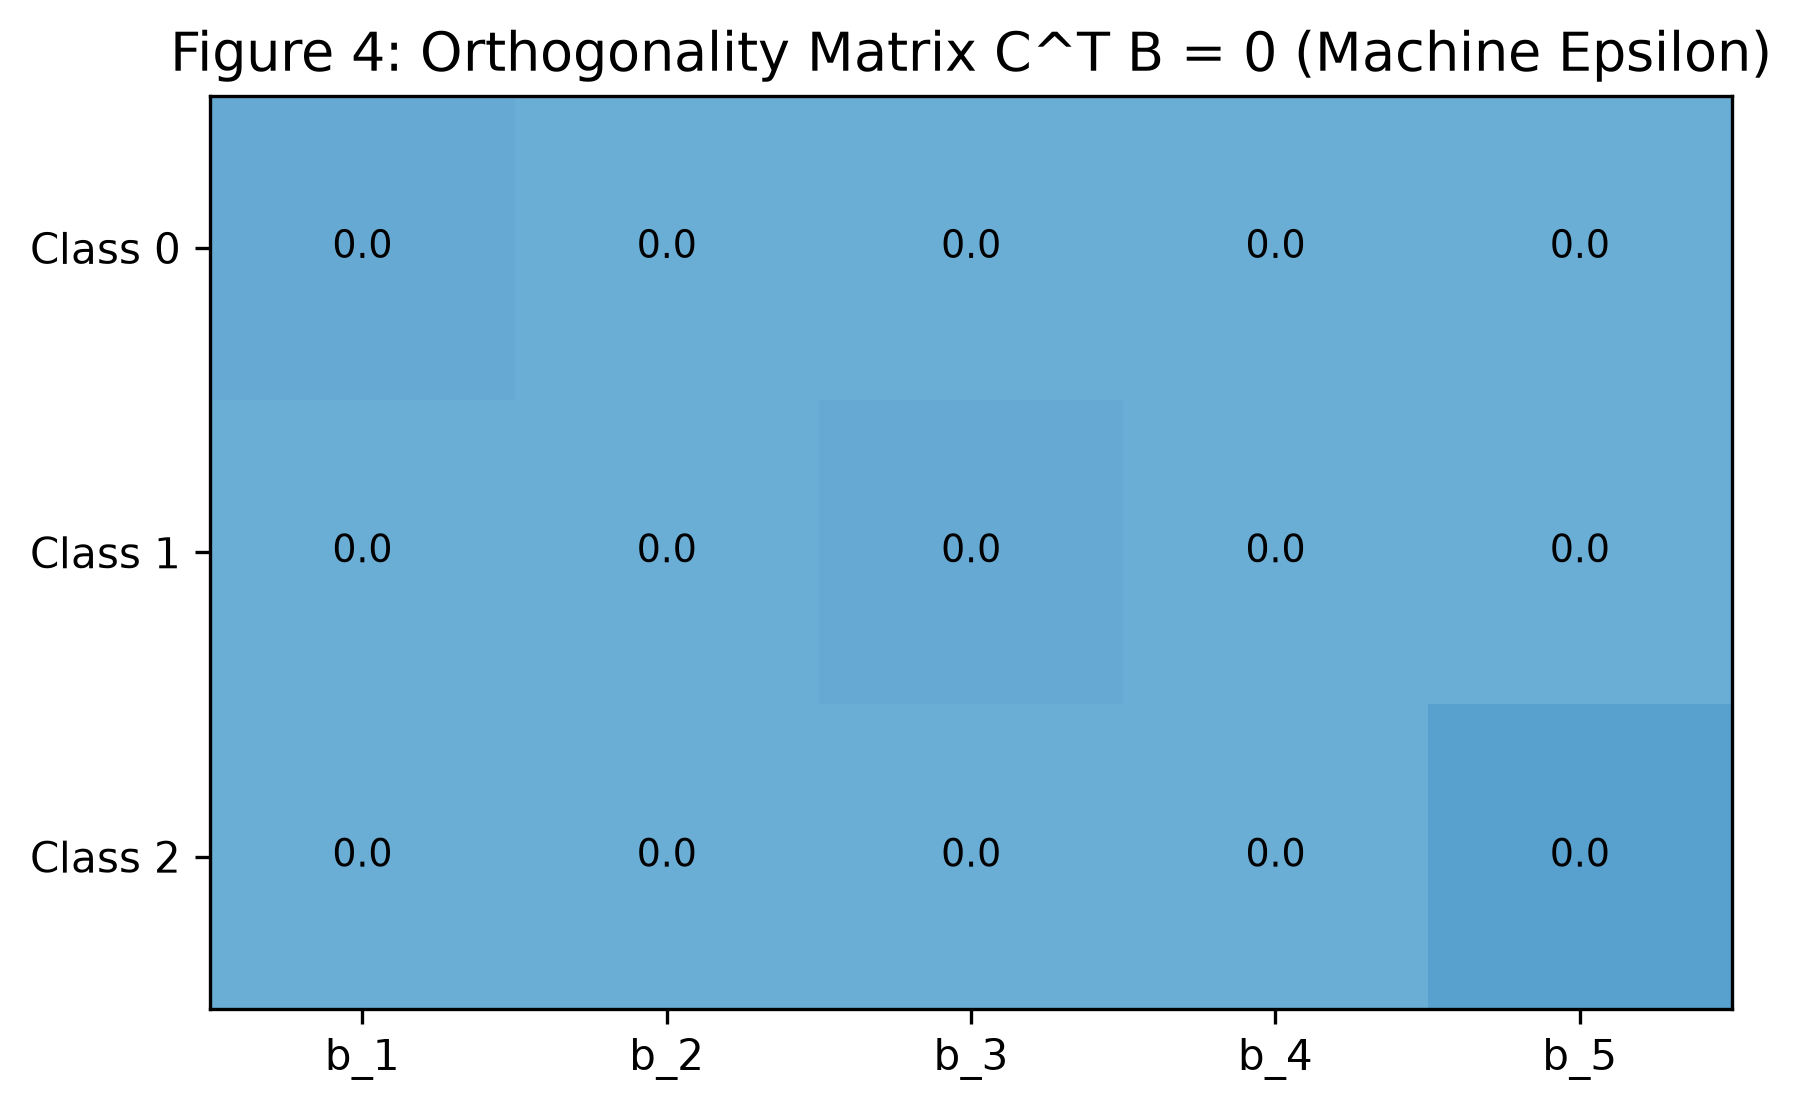 Figure 4: Orthogonality Matrix C^T B = 0 (Machine Epsilon)
Class 0 0.0 0.0 0.0 0.0 0.0
Class 1 0.0 0.0 0.0 0.0 0.0
Class 2 0.0 0.0 0.0 0.0 0.0
b_1 b_2 b_3 b_4 b_5